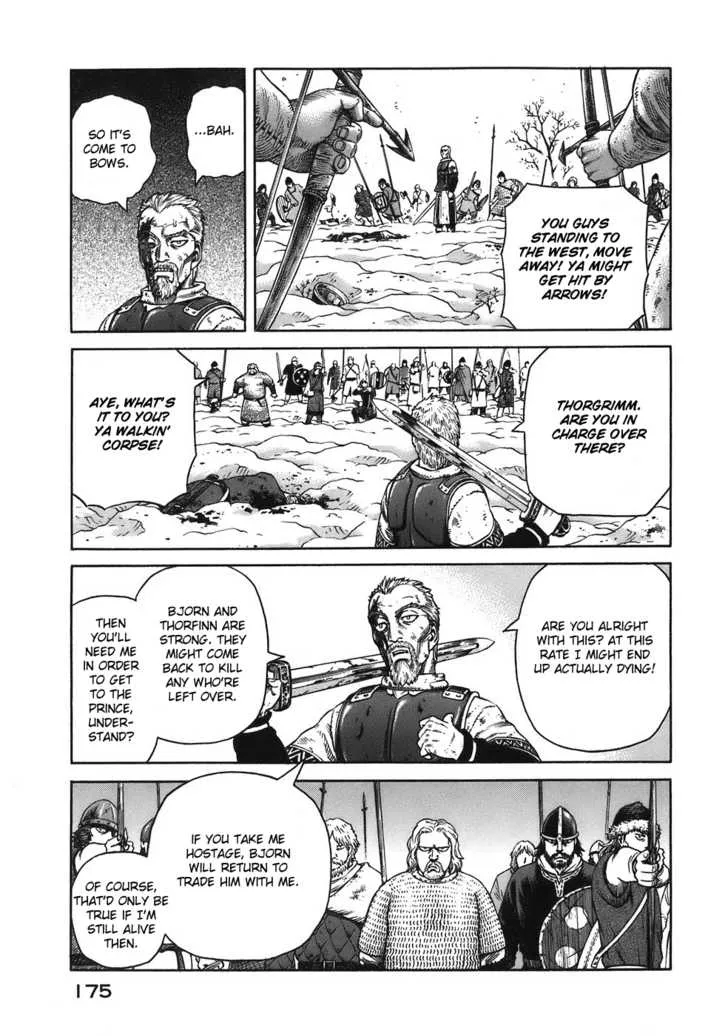 YOU GUYS
STANDING TO
THE WEST, MOVE
AWAY! YA MIGHT
GET HIT BY
ARROWS!
...BAH.
SO IT'S
COME TO
BOWS.
THORGRIMM.
ARE YOU IN
CHARGE OVER
THERE?
AYE, WHAT'S
IT TO YOU?
YA WALKIN'
CORPSE!
ARE YOU ALRIGHT
WITH THIS? AT THIS
RATE I MIGHT END
UP ACTUALLY DYING!
BJORN AND
THORFINN ARE
STRONG. THEY
MIGHT COME
BACK TO KILL
ANY WHO'RE
LEFT OVER.
THEN
YOU'LL
NEED ME
IN ORDER
TO GET
TO THE
PRINCE,
UNDER-
STAND?
IF YOU TAKE ME
HOSTAGE, BJORN
WILL RETURN TO
TRADE HIM WITH ME.
OF COURSE,
THAT'D ONLY BE
TRUE IF I'M
STILL ALIVE
THEN.
175